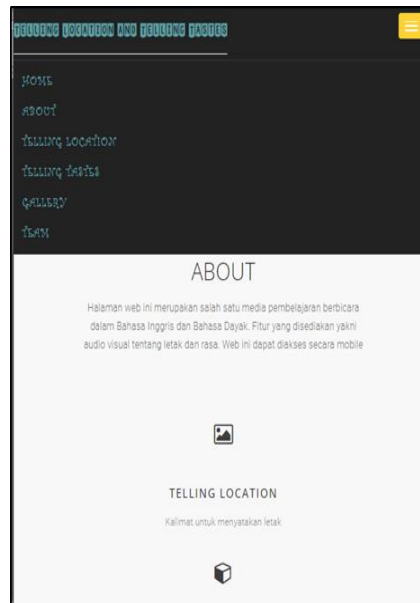 TELLING LOCATION AND TELLING TASTES
HOME
ABOUT
TELLING LOCATION
TELLING TASTES
GALLERY
TEAM
ABOUT
Halaman web ini merupakan salah satu media pembelajaran berbicara
dalam Bahasa Inggris dan Bahasa Dayak. Fitur yang disediakan yakni
audio visual tentang letak dan rasa. Web ini dapat diakses secara mobile
TELLING LOCATION
Kalimat untuk menyatakan letak